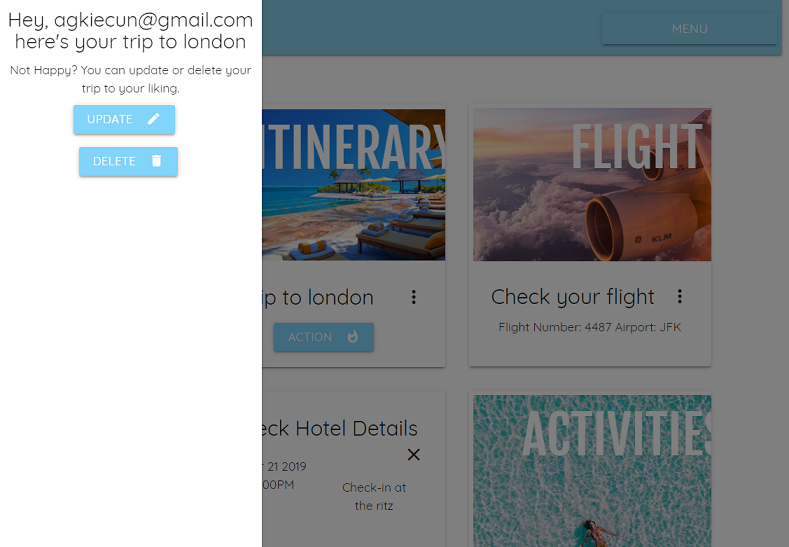 Hey, agkiecun@gmail.com
here's your trip to london
Not Happy? You can update or delete your
trip to your liking.
UPDATE
DELETE
MENU
ITINERARY
FLIGHT
KLM
ip to london
ACTION
Check your flight
Flight Number: 4487 Airport: JFK
eck Hotel Details
21 2019
00PM
Check-in at
the ritz
ACTIVITIES